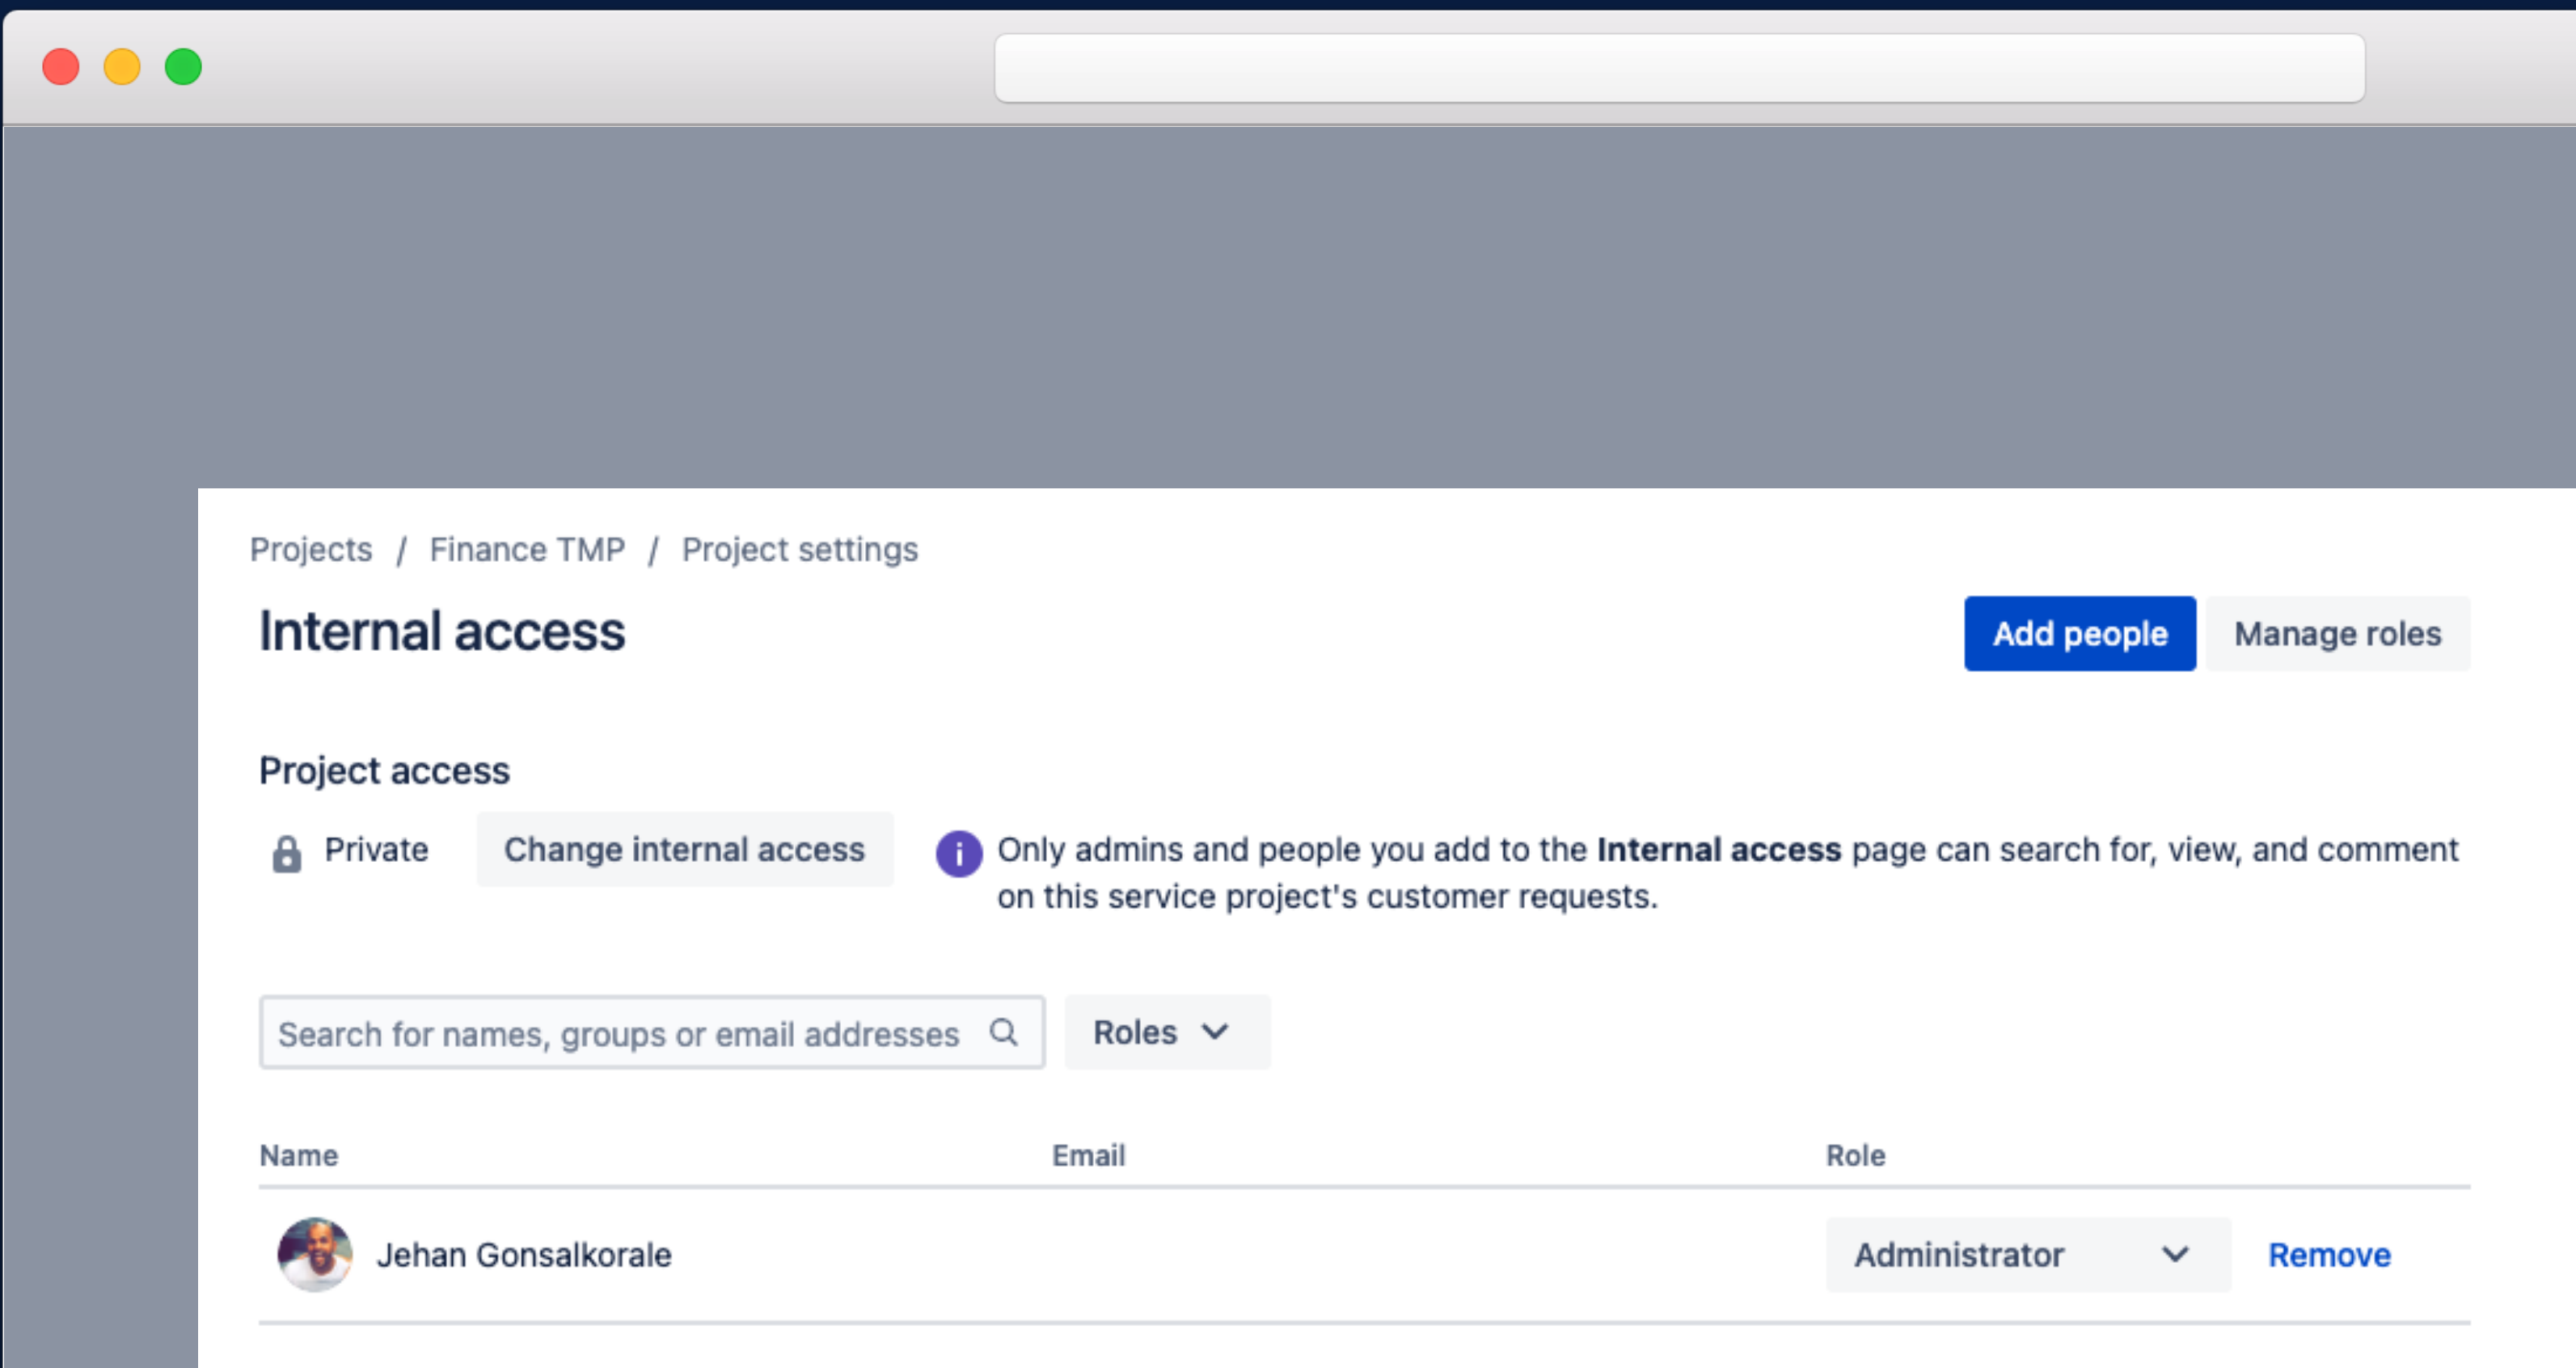 Projects / Finance TMP / Project settings
Internal access
Add people
Manage roles
Project access
Private
Change internal access
i
Only admins and people you add to the Internal access page can search for, view, and comment
on this service project's customer requests.
Search for names, groups or email addresses
Roles
Name Email Role
Jehan Gonsalkorale Administrator Remove